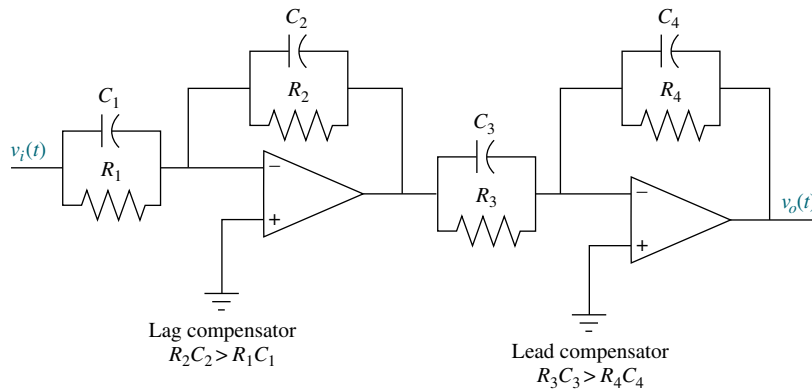 C₂
C₄
R₂
R₄
C₁
C₃
vᵢ(t)
R₁
R₃
−
+
−
+
vₒ(t)
Lag compensator
R₂C₂ > R₁C₁
Lead compensator
R₃C₃ > R₄C₄